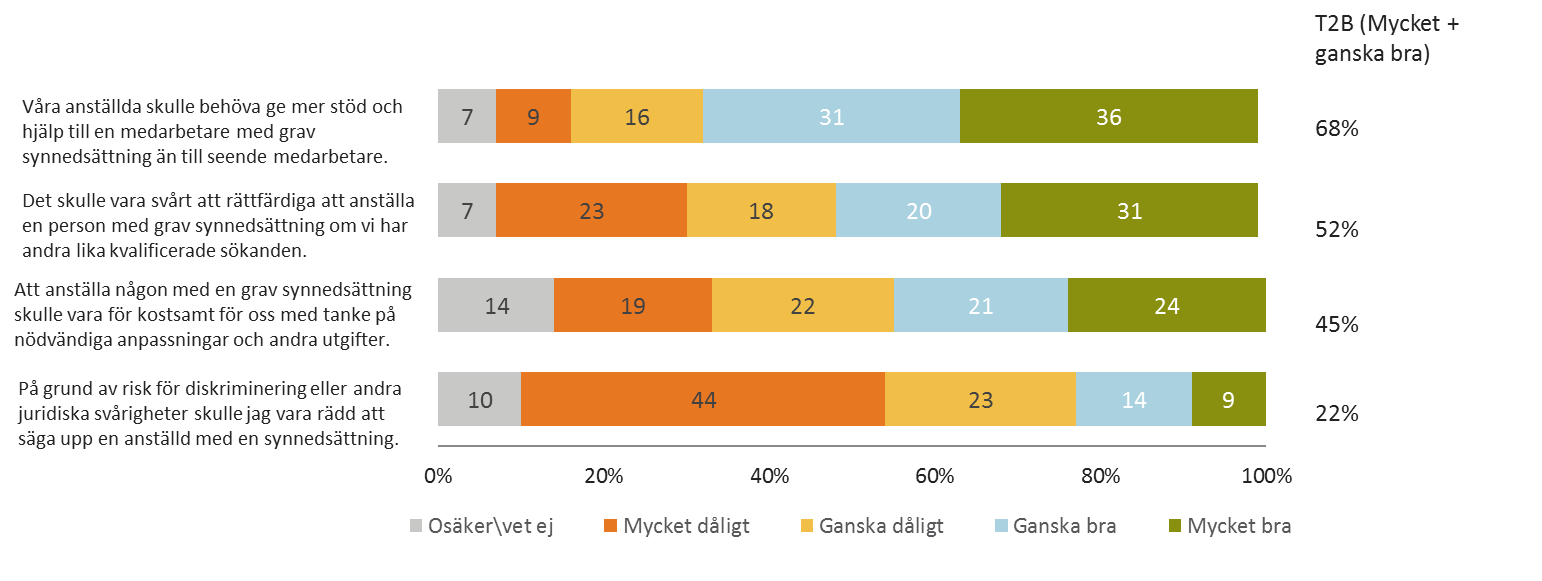 T2B (Mycket +
ganska bra)
Våra anställda skulle behöva ge mer stöd och
hjälp till en medarbetare med grav
synnedsättning än till seende medarbetare.
7 9 16 31 36
68%
Det skulle vara svårt att rättfärdiga att anställa
en person med grav synnedsättning om vi har
andra lika kvalificerade sökanden.
7 23 18 20 31
52%
Att anställa någon med en grav synnedsättning
skulle vara för kostsamt för oss med tanke på
nödvändiga anpassningar och andra utgifter.
14 19 22 21 24
45%
På grund av risk för diskriminering eller andra
juridiska svårigheter skulle jag vara rädd att
säga upp en anställd med en synnedsättning.
10 44 23 14 9
22%
0% 20% 40% 60% 80% 100%
Osäker\vet ej Mycket dåligt Ganska dåligt Ganska bra Mycket bra